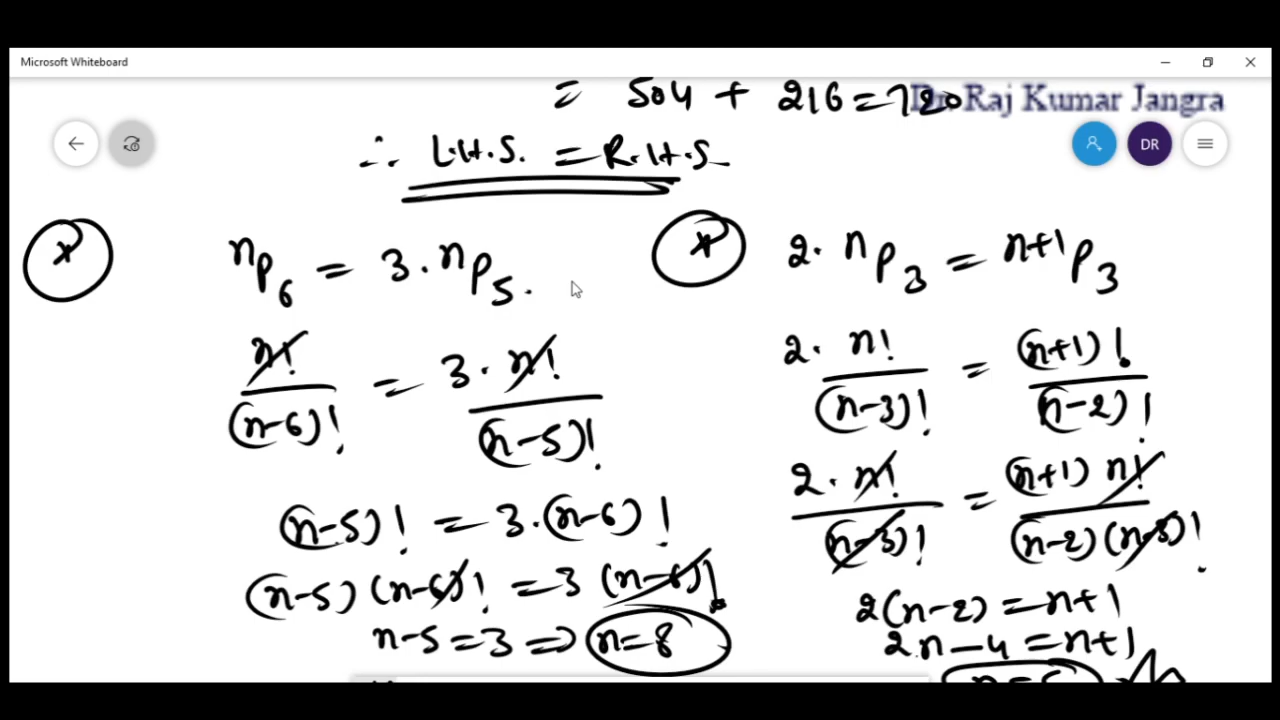 Microsoft Whiteboard
= 504 + 216 = 720
Dr. Raj Kumar Jangra
∴ L.H.S. = R.H.S.
DR
* nP6 = 3. nP5.
n!/(n-6)! = 3. n!/(n-5)!
(n-5)! = 3.(n-6)!
(n-5)(n-6)! = 3 (n-6)!
n-5=3 ⇒ n=8
* 2. nP3 = n+1P3
2. n!/(n-3)! = (n+1)!/(n-2)!
2. n!/(n-3)! = (n+1) n!/(n-2)(n-3)!
2(n-2) = n+1
2n-4 = n+1